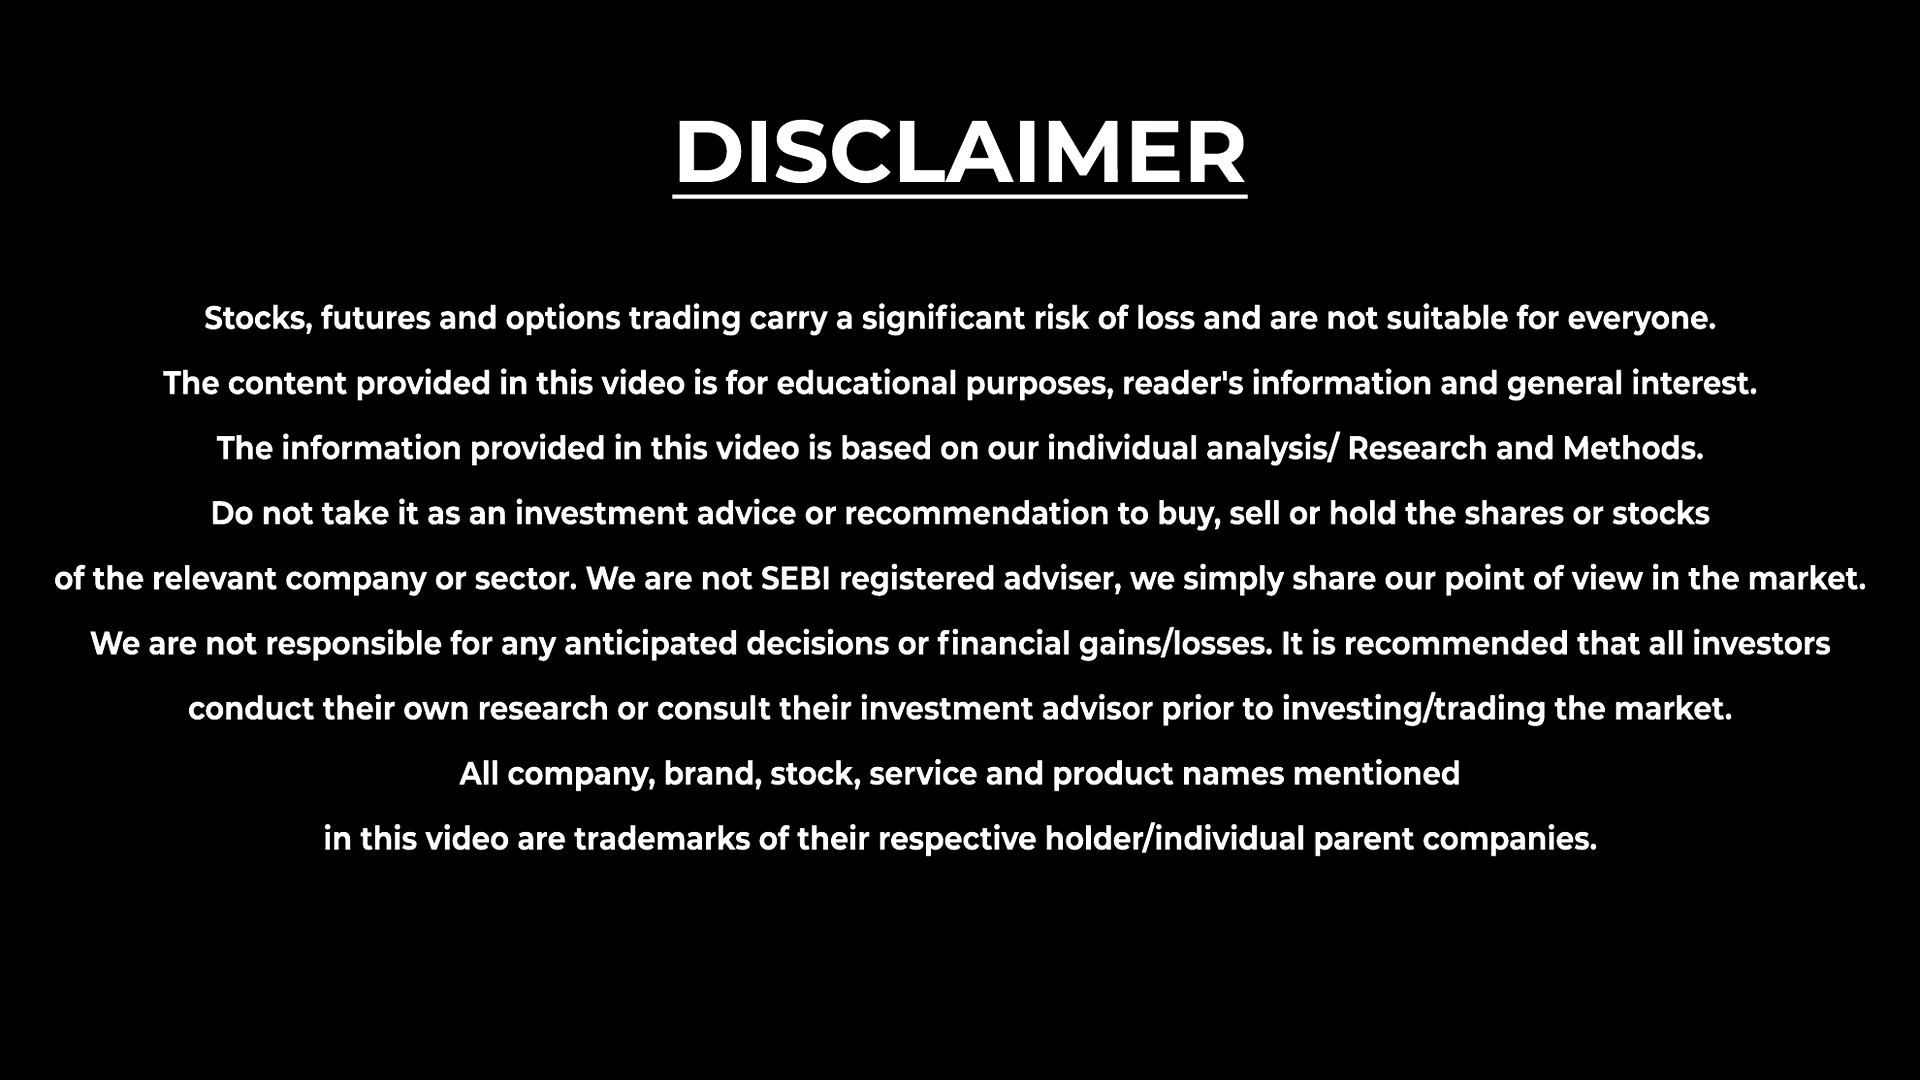 DISCLAIMER
Stocks, futures and options trading carry a significant risk of loss and are not suitable for everyone.
The content provided in this video is for educational purposes, reader's information and general interest.
The information provided in this video is based on our individual analysis/ Research and Methods.
Do not take it as an investment advice or recommendation to buy, sell or hold the shares or stocks
of the relevant company or sector. We are not SEBI registered adviser, we simply share our point of view in the market.
We are not responsible for any anticipated decisions or financial gains/losses. It is recommended that all investors
conduct their own research or consult their investment advisor prior to investing/trading the market.
All company, brand, stock, service and product names mentioned
in this video are trademarks of their respective holder/individual parent companies.